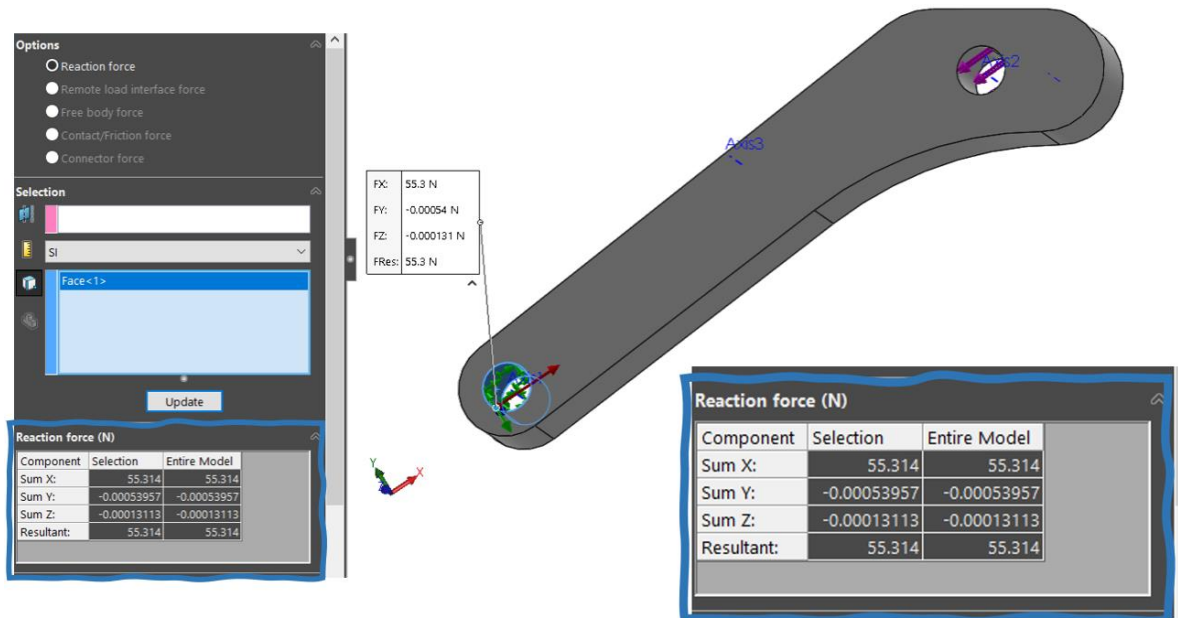 Options
Reaction force
Remote load interface force
Free body force
Contact/Friction force
Connector force
Selection
SI
Face<1>
Update
Reaction force (N)
Component Selection Entire Model
Sum X: 55.314 55.314
Sum Y: -0.00053957 -0.00053957
Sum Z: -0.00013113 -0.00013113
Resultant: 55.314 55.314
FX: 55.3 N
FY: -0.00054 N
FZ: -0.000131 N
FRes: 55.3 N
Axis2
Axis3
Axis1
Y
X
Reaction force (N)
Component Selection Entire Model
Sum X: 55.314 55.314
Sum Y: -0.00053957 -0.00053957
Sum Z: -0.00013113 -0.00013113
Resultant: 55.314 55.314